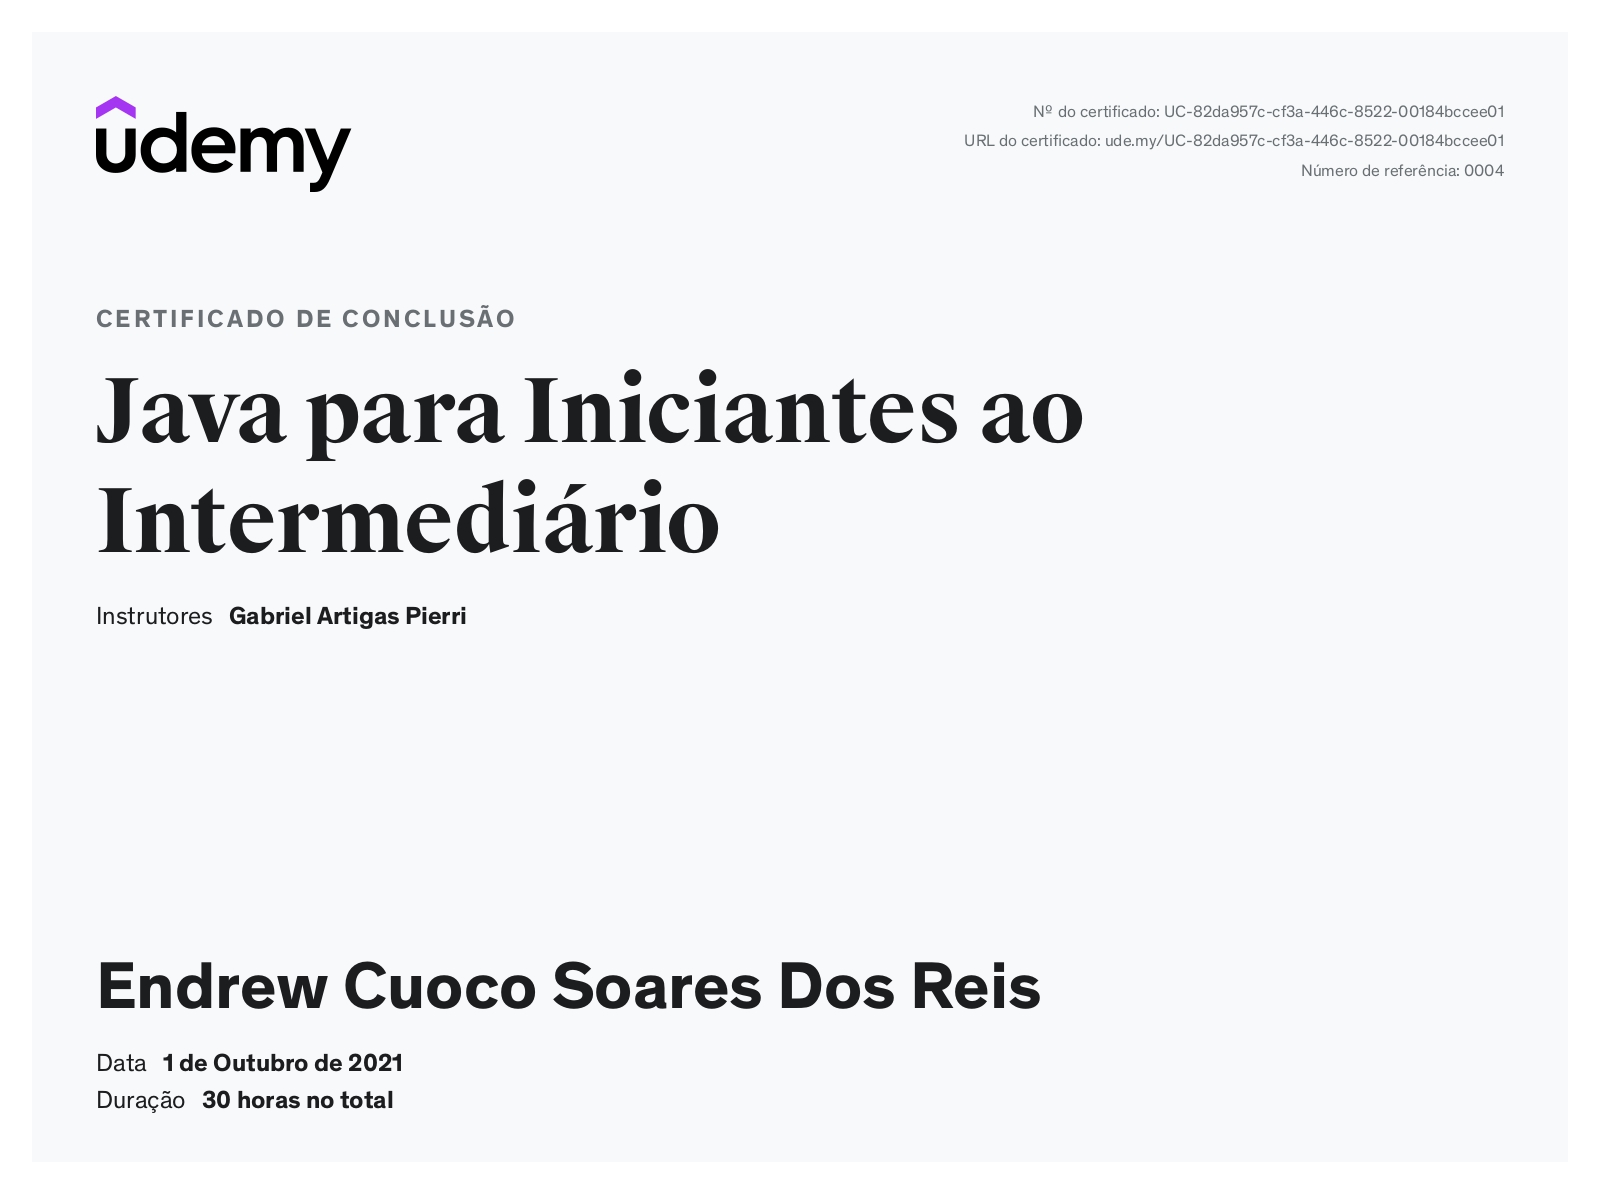 udemy
Nº do certificado: UC-82da957c-cf3a-446c-8522-00184bccee01
URL do certificado: ude.my/UC-82da957c-cf3a-446c-8522-00184bccee01
Número de referência: 0004
CERTIFICADO DE CONCLUSÃO
Java para Iniciantes ao
Intermediário
Instrutores Gabriel Artigas Pierri
Endrew Cuoco Soares Dos Reis
Data 1 de Outubro de 2021
Duração 30 horas no total